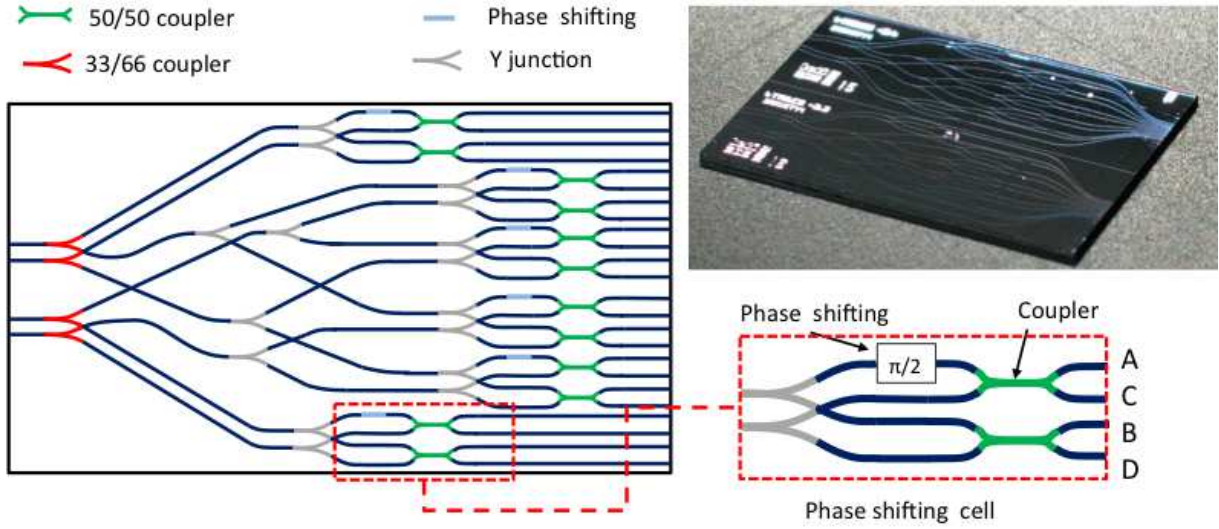 50/50 coupler
Phase shifting
33/66 coupler
Y junction
Phase shifting
Coupler
π/2
A
C
B
D
Phase shifting cell